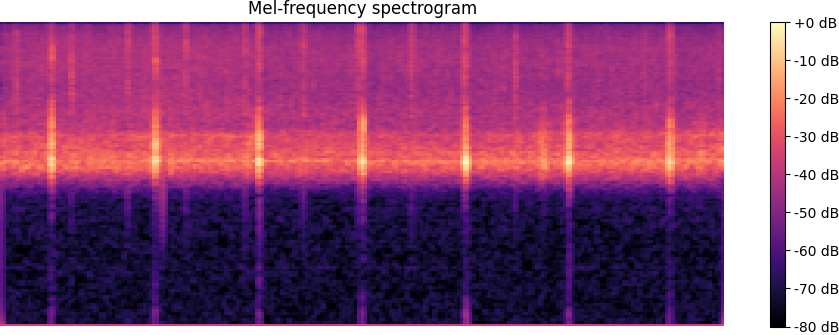 Mel-frequency spectrogram
+0 dB
-10 dB
-20 dB
-30 dB
-40 dB
-50 dB
-60 dB
-70 dB
-80 dB